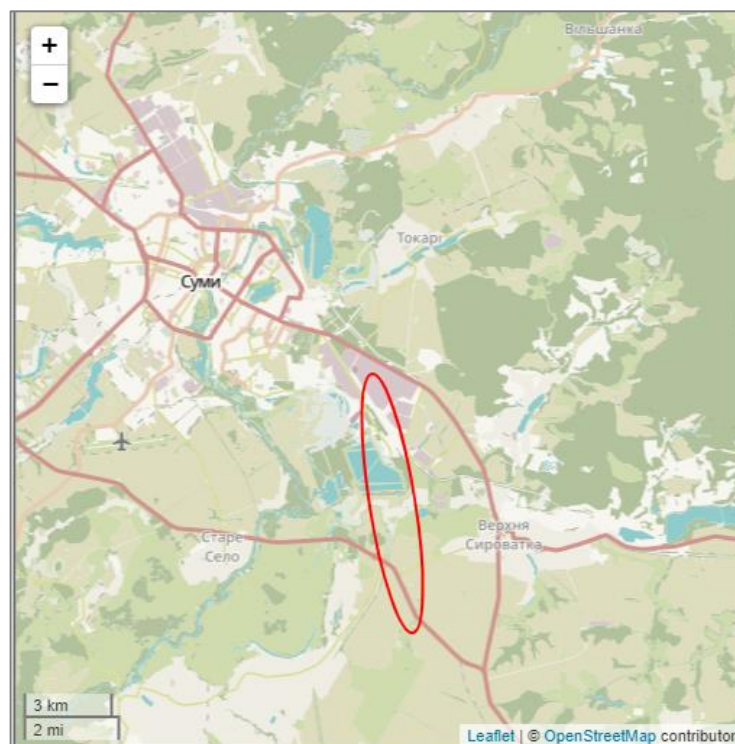 +
Вільшанка
−
Токарі
Суми
Верхня
Сироватка
Старе
Село
3 km
2 mi
Leaflet | © OpenStreetMap contributor